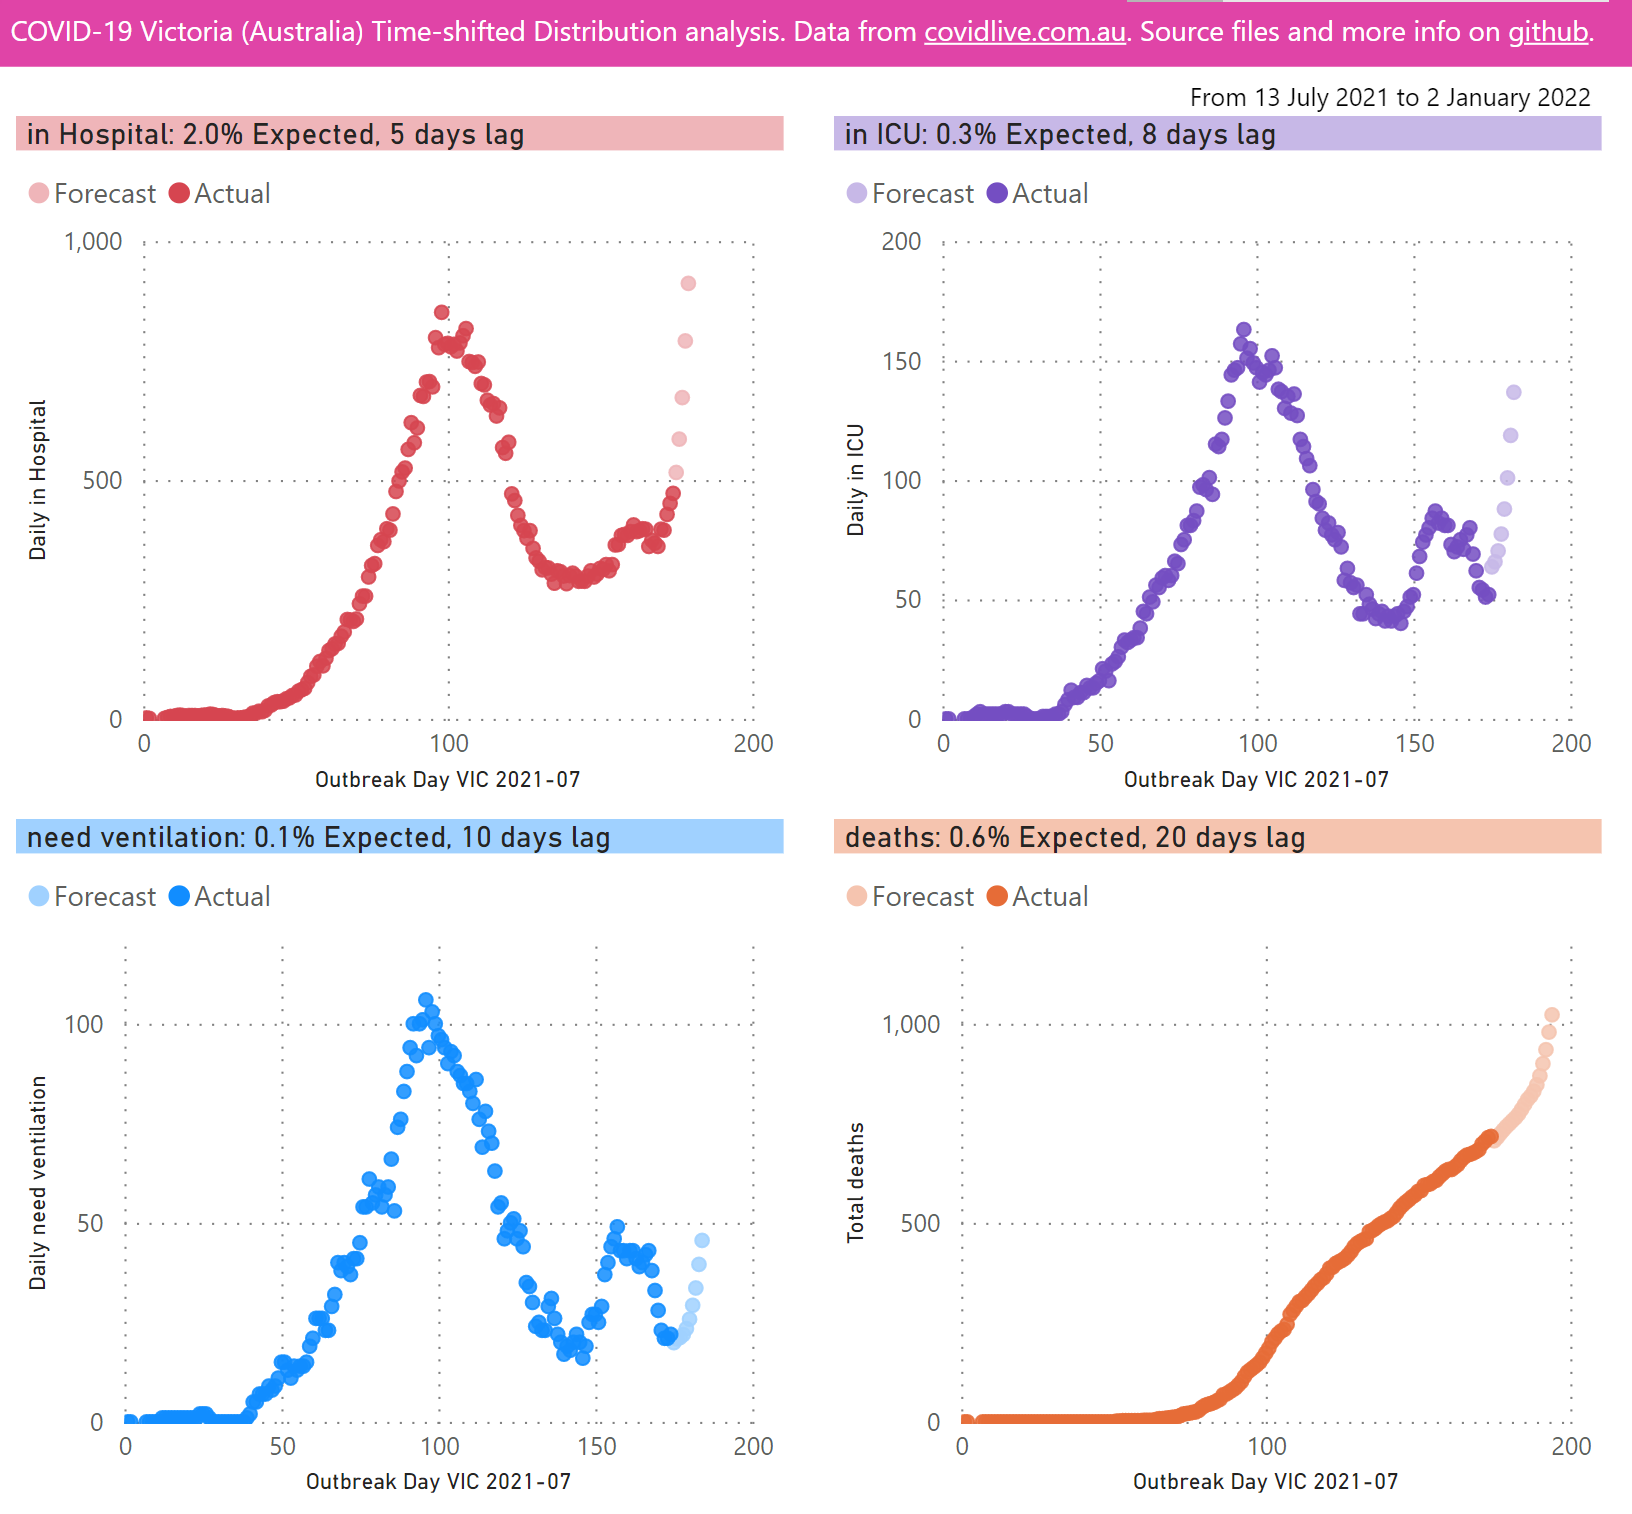 COVID-19 Victoria (Australia) Time-shifted Distribution analysis. Data from covidlive.com.au. Source files and more info on github.
From 13 July 2021 to 2 January 2022
in Hospital: 2.0% Expected, 5 days lag
Forecast Actual
1,000
500
0
Daily in Hospital
0 100 200
Outbreak Day VIC 2021-07
in ICU: 0.3% Expected, 8 days lag
Forecast Actual
200
150
100
50
0
Daily in ICU
0 50 100 150 200
Outbreak Day VIC 2021-07
need ventilation: 0.1% Expected, 10 days lag
Forecast Actual
100
50
0
Daily need ventilation
0 50 100 150 200
Outbreak Day VIC 2021-07
deaths: 0.6% Expected, 20 days lag
Forecast Actual
1,000
500
0
Total deaths
0 100 200
Outbreak Day VIC 2021-07